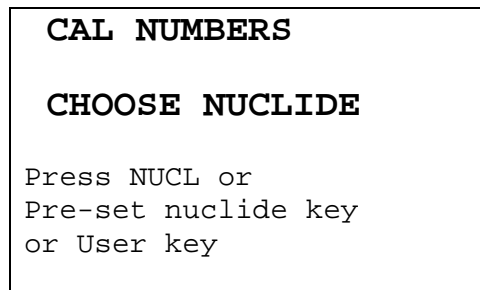 CAL NUMBERS
CHOOSE NUCLIDE
Press NUCL or
Pre-set nuclide key
or User key